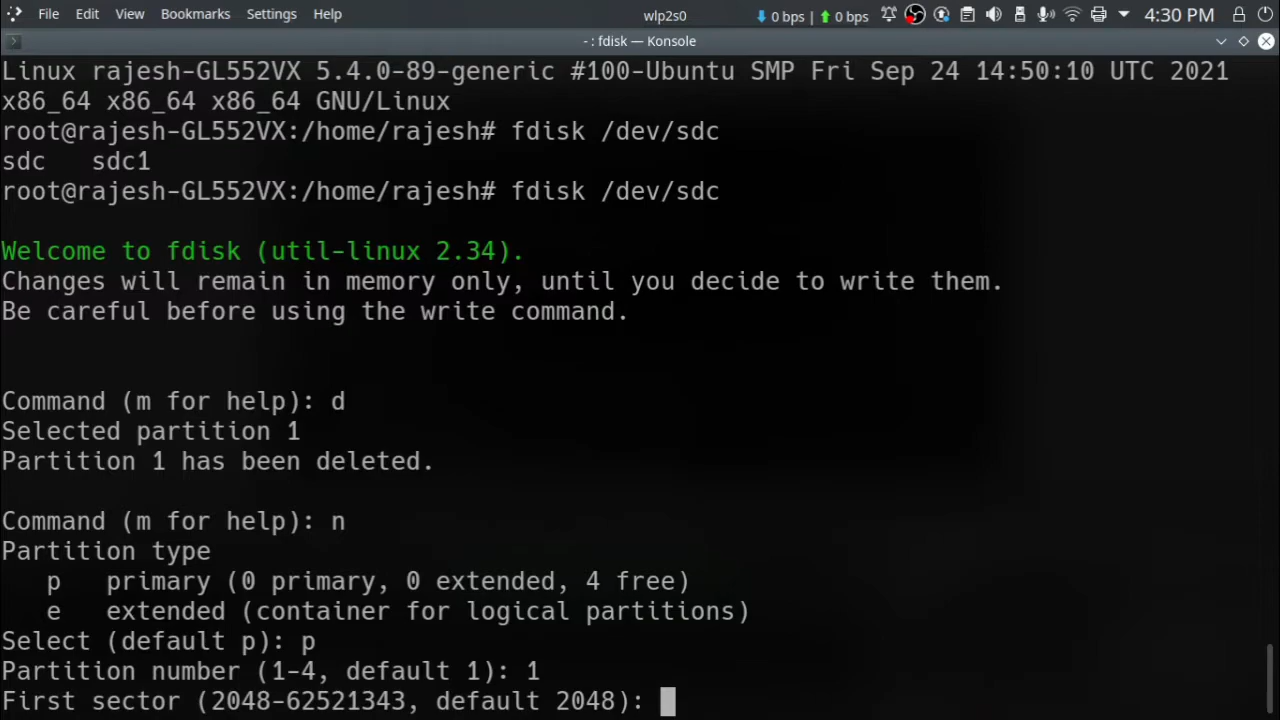 File Edit View Bookmarks Settings Help wlp2s0 0 bps | 0 bps 4:30 PM
- : fdisk — Konsole
Linux rajesh-GL552VX 5.4.0-89-generic #100-Ubuntu SMP Fri Sep 24 14:50:10 UTC 2021
x86_64 x86_64 x86_64 GNU/Linux
root@rajesh-GL552VX:/home/rajesh# fdisk /dev/sdc
sdc sdc1
root@rajesh-GL552VX:/home/rajesh# fdisk /dev/sdc
Welcome to fdisk (util-linux 2.34).
Changes will remain in memory only, until you decide to write them.
Be careful before using the write command.
Command (m for help): d
Selected partition 1
Partition 1 has been deleted.
Command (m for help): n
Partition type
p primary (0 primary, 0 extended, 4 free)
e extended (container for logical partitions)
Select (default p): p
Partition number (1-4, default 1): 1
First sector (2048-62521343, default 2048):